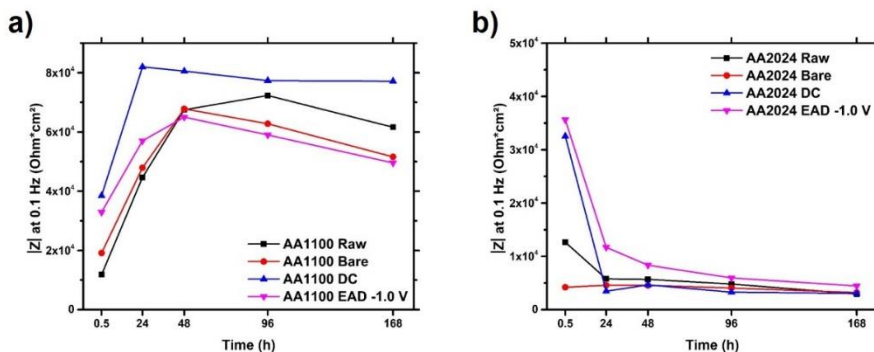 a)
|Z| at 0.1 Hz (Ohm*cm²)
8x10⁴
6x10⁴
4x10⁴
2x10⁴
0
AA1100 Raw
AA1100 Bare
AA1100 DC
AA1100 EAD -1.0 V
0.5 24 48 96 168
Time (h)
b)
|Z| at 0.1 Hz (Ohm*cm²)
5x10⁴
4x10⁴
3x10⁴
2x10⁴
1x10⁴
0
AA2024 Raw
AA2024 Bare
AA2024 DC
AA2024 EAD -1.0 V
0.5 24 48 96 168
Time (h)